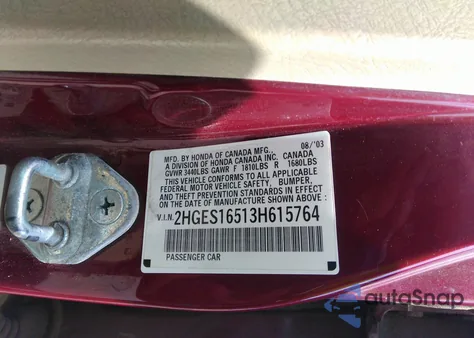 08/'03
MFD. BY HONDA OF CANADA MFG.,
A DIVISION OF HONDA CANADA INC. CANADA
GVWR 3440LBS GAWR F 1810LBS R 1680LBS
THIS VEHICLE CONFORMS TO ALL APPLICABLE
FEDERAL MOTOR VEHICLE SAFETY, BUMPER,
AND THEFT PREVENTION STANDARDS IN EFFECT
ON THE DATE OF MANUFACTURE SHOWN ABOVE.
V.I.N. 2HGES16513H615764
PASSENGER CAR
autoSnap